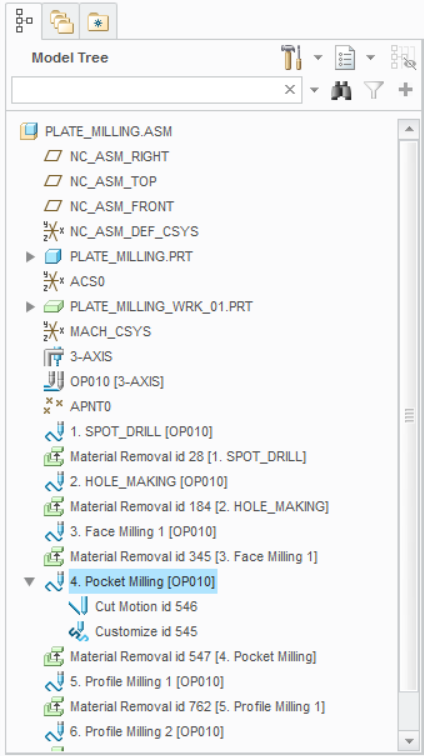 Model Tree
PLATE_MILLING.ASM
NC_ASM_RIGHT
NC_ASM_TOP
NC_ASM_FRONT
NC_ASM_DEF_CSYS
PLATE_MILLING.PRT
ACS0
PLATE_MILLING_WRK_01.PRT
MACH_CSYS
3-AXIS
OP010 [3-AXIS]
APNT0
1. SPOT_DRILL [OP010]
Material Removal id 28 [1. SPOT_DRILL]
2. HOLE_MAKING [OP010]
Material Removal id 184 [2. HOLE_MAKING]
3. Face Milling 1 [OP010]
Material Removal id 345 [3. Face Milling 1]
4. Pocket Milling [OP010]
Cut Motion id 546
Customize id 545
Material Removal id 547 [4. Pocket Milling]
5. Profile Milling 1 [OP010]
Material Removal id 762 [5. Profile Milling 1]
6. Profile Milling 2 [OP010]